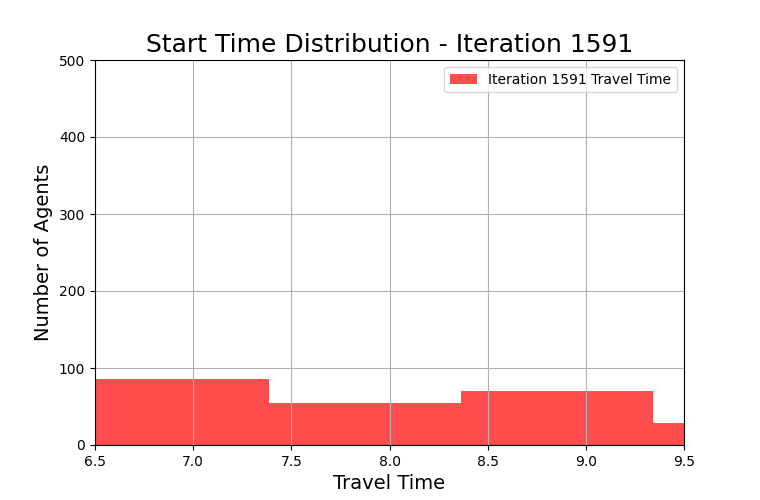 Start Time Distribution - Iteration 1591
Iteration 1591 Travel Time
Number of Agents
500
400
300
200
100
0
6.5 7.0 7.5 8.0 8.5 9.0 9.5
Travel Time